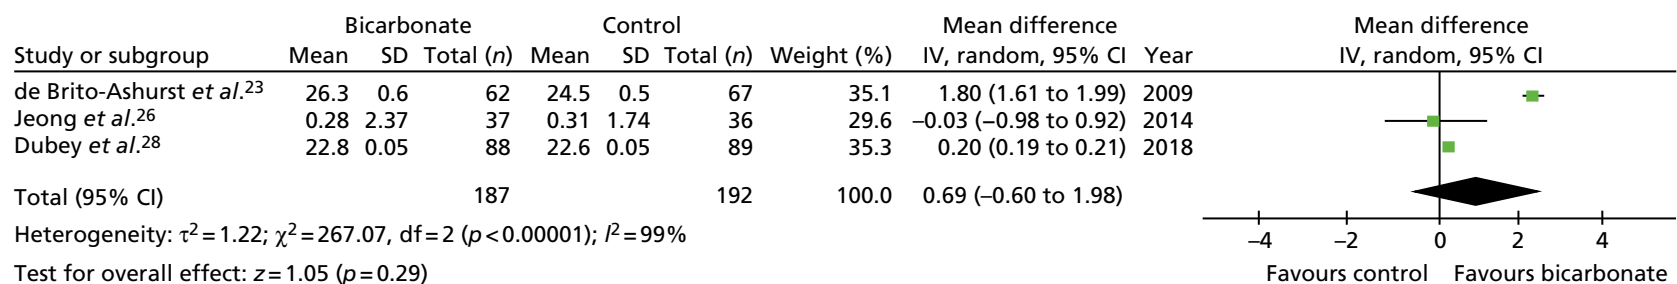 Bicarbonate Control Mean difference Mean difference
Study or subgroup Mean SD Total (n) Mean SD Total (n) Weight (%) IV, random, 95% CI Year IV, random, 95% CI
de Brito-Ashurst et al.23 26.3 0.6 62 24.5 0.5 67 35.1 1.80 (1.61 to 1.99) 2009
Jeong et al.26 0.28 2.37 37 0.31 1.74 36 29.6 −0.03 (−0.98 to 0.92) 2014
Dubey et al.28 22.8 0.05 88 22.6 0.05 89 35.3 0.20 (0.19 to 0.21) 2018
Total (95% CI) 187 192 100.0 0.69 (−0.60 to 1.98)
Heterogeneity: τ2=1.22; χ2=267.07, df=2 (p<0.00001); I2=99%
−4 −2 0 2 4
Test for overall effect: z=1.05 (p=0.29) Favours control Favours bicarbonate